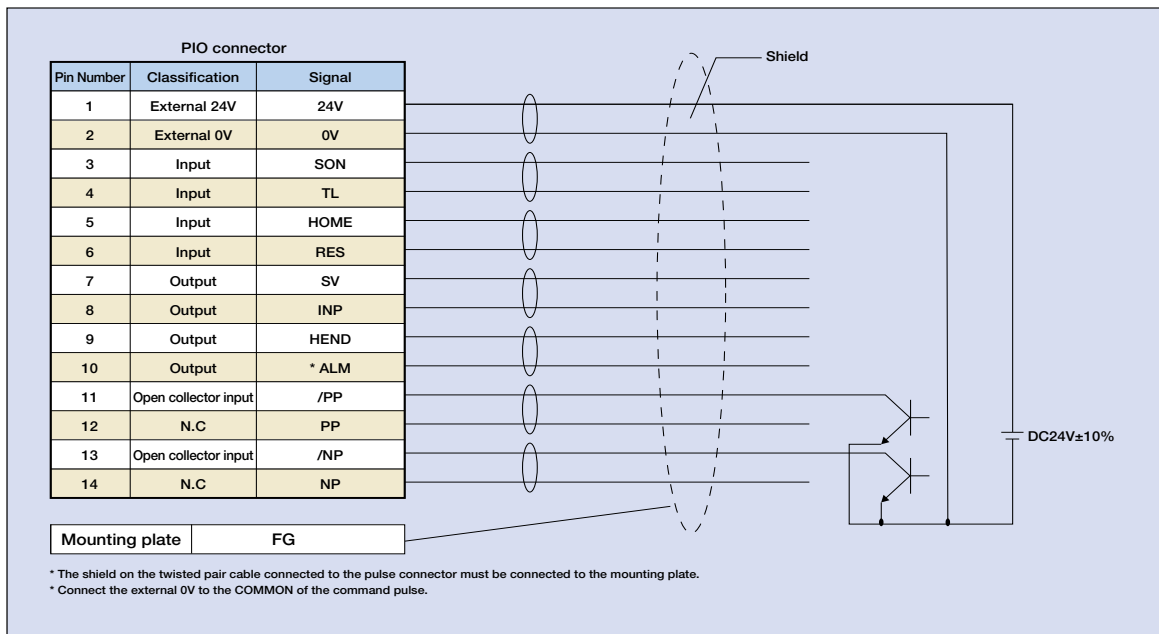 PIO connector
Shield
Pin Number Classification Signal
1 External 24V 24V
2 External 0V 0V
3 Input SON
4 Input TL
5 Input HOME
6 Input RES
7 Output SV
8 Output INP
9 Output HEND
10 Output * ALM
11 Open collector input /PP
12 N.C PP
13 Open collector input /NP
14 N.C NP
DC24V±10%
Mounting plate FG
* The shield on the twisted pair cable connected to the pulse connector must be connected to the mounting plate.
* Connect the external 0V to the COMMON of the command pulse.